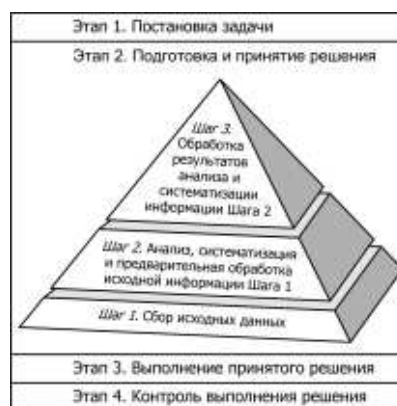 Этап 1. Постановка задачи
Этап 2. Подготовка и принятие решения
Шаг 3.
Обработка
результатов
анализа и
систематизации
информации Шага 2
Шаг 2. Анализ, систематизация
и предварительная обработка
исходной информации Шага 1
Шаг 1. Сбор исходных данных
Этап 3. Выполнение принятого решения
Этап 4. Контроль выполнения решения